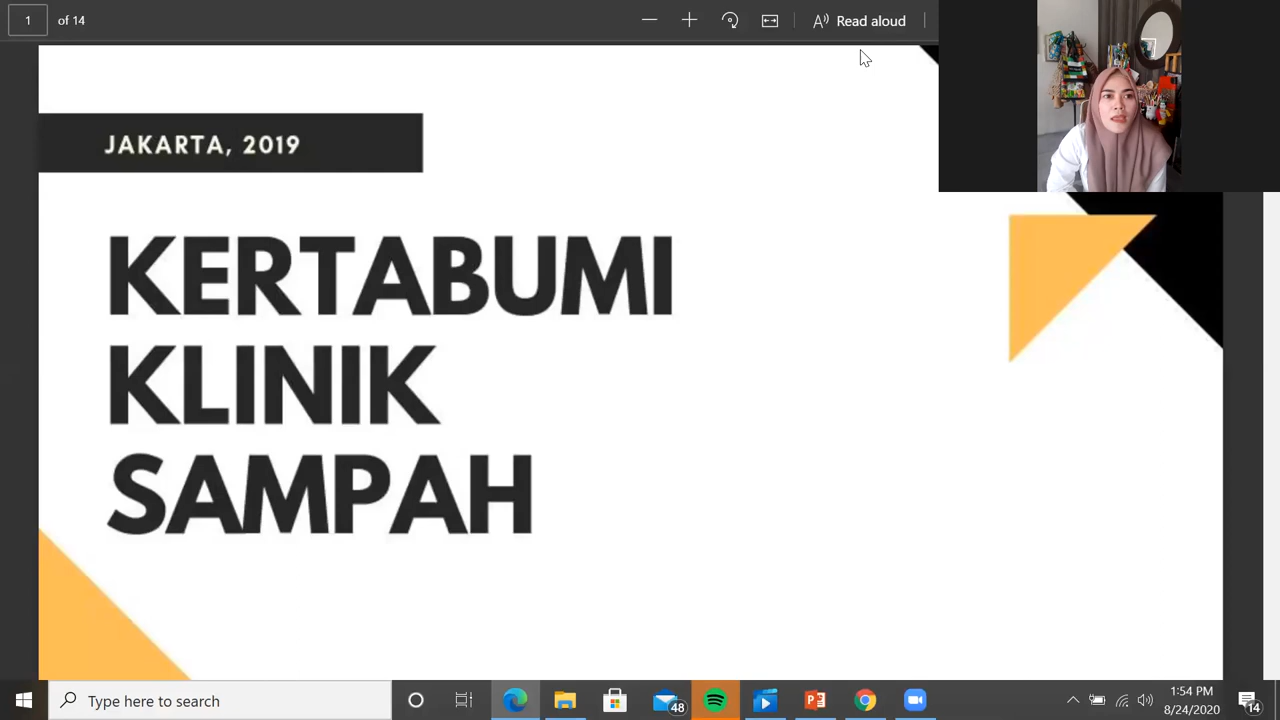 1 of 14
Read aloud
JAKARTA, 2019
KERTABUMI
KLINIK
SAMPAH
Type here to search
48
1:54 PM
8/24/2020
14